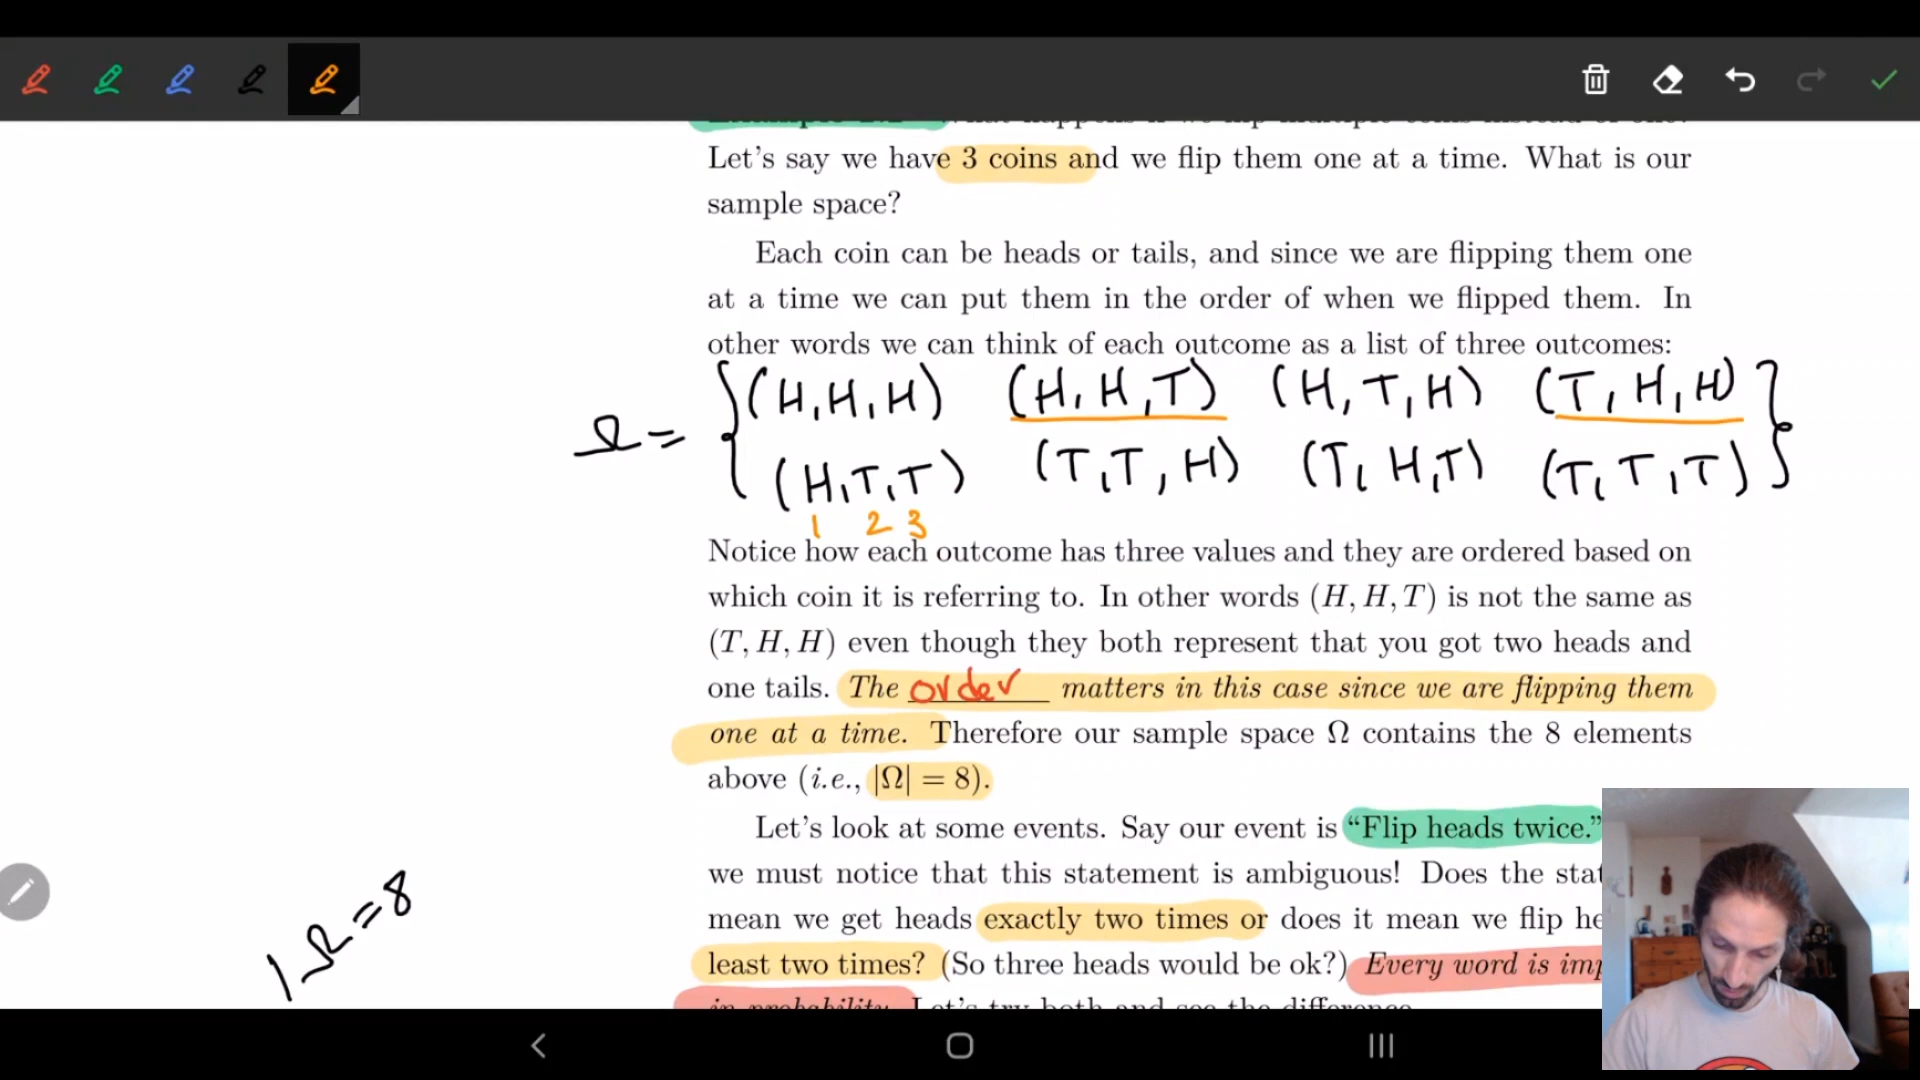 Let's say we have 3 coins and we flip them one at a time. What is our
sample space?
Each coin can be heads or tails, and since we are flipping them one
at a time we can put them in the order of when we flipped them. In
other words we can think of each outcome as a list of three outcomes:
Ω = { (H,H,H) (H,H,T) (H,T,H) (T,H,H)
(H,T,T) (T,T,H) (T,H,T) (T,T,T) }
1 2 3
Notice how each outcome has three values and they are ordered based on
which coin it is referring to. In other words (H, H, T) is not the same as
(T, H, H) even though they both represent that you got two heads and
one tails. The order matters in this case since we are flipping them
one at a time. Therefore our sample space Ω contains the 8 elements
above (i.e., |Ω| = 8).
Let's look at some events. Say our event is “Flip heads twice.”
we must notice that this statement is ambiguous! Does the
mean we get heads exactly two times or does it mean we flip
least two times? (So three heads would be ok?) Every word is
in probability. Let's try both and see the difference.
|Ω = 8